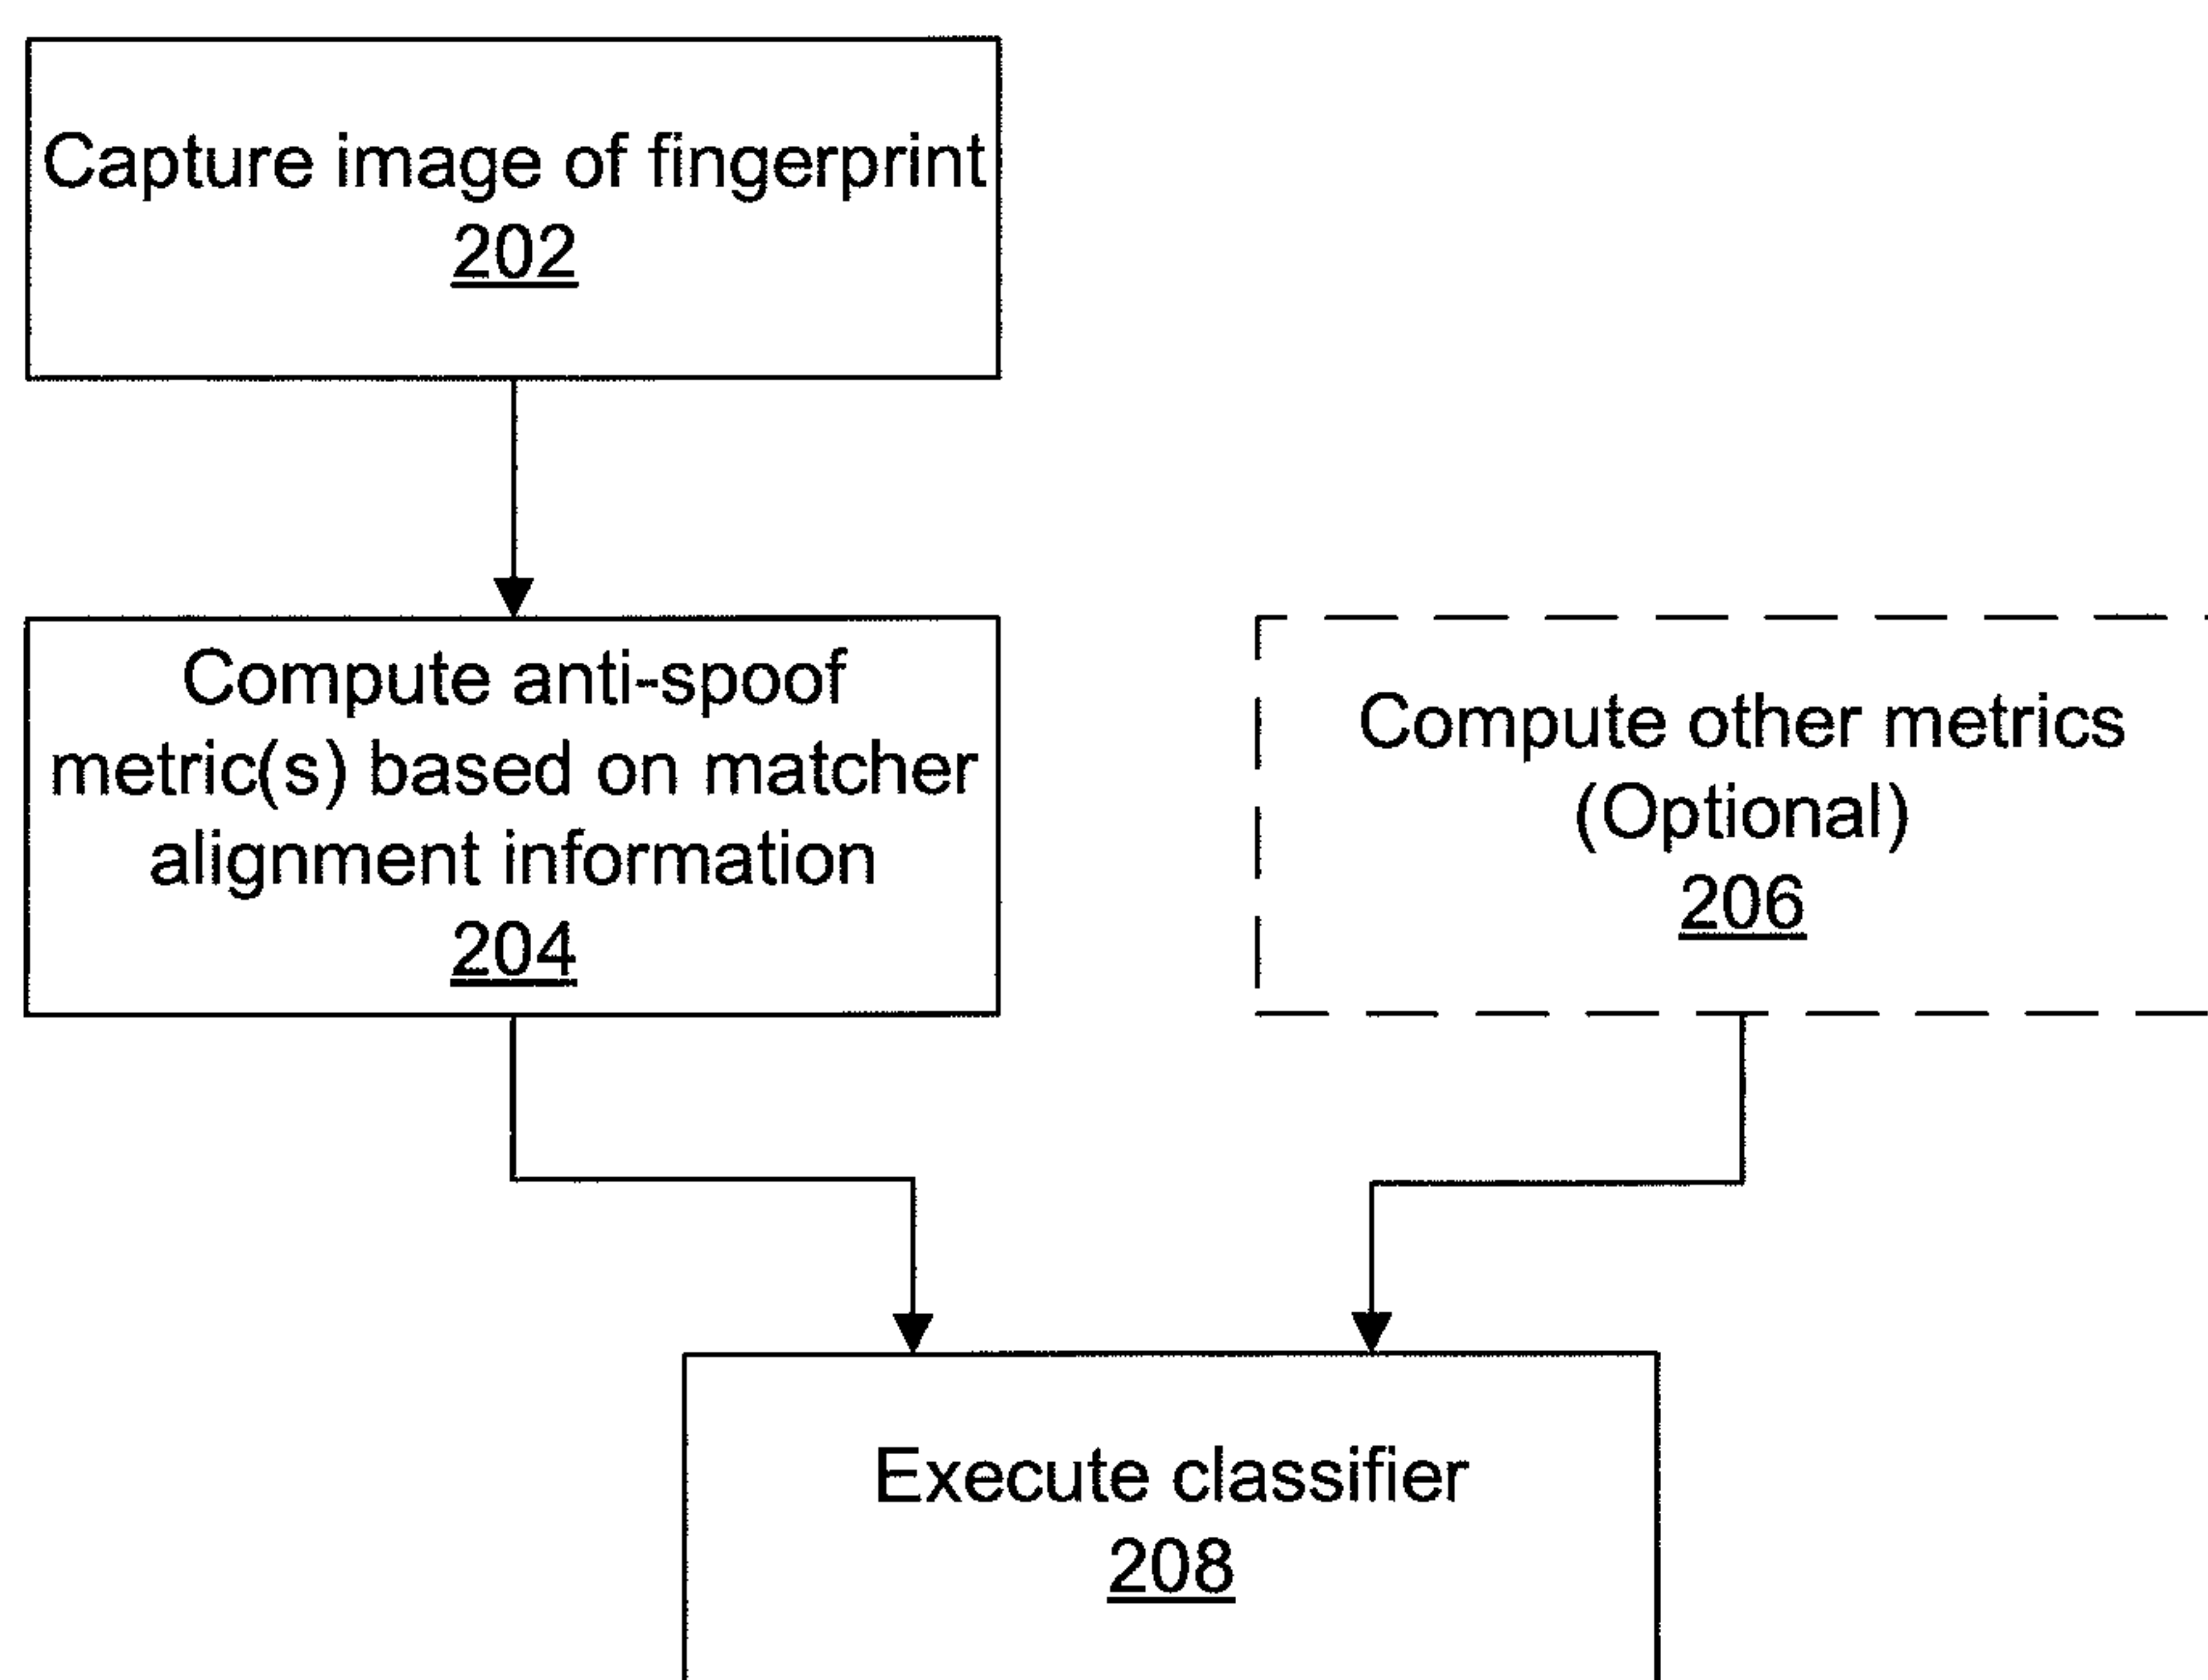 Capture image of fingerprint
202
Compute anti-spoof
metric(s) based on matcher
alignment information
204
Compute other metrics
(Optional)
206
Execute classifier
208